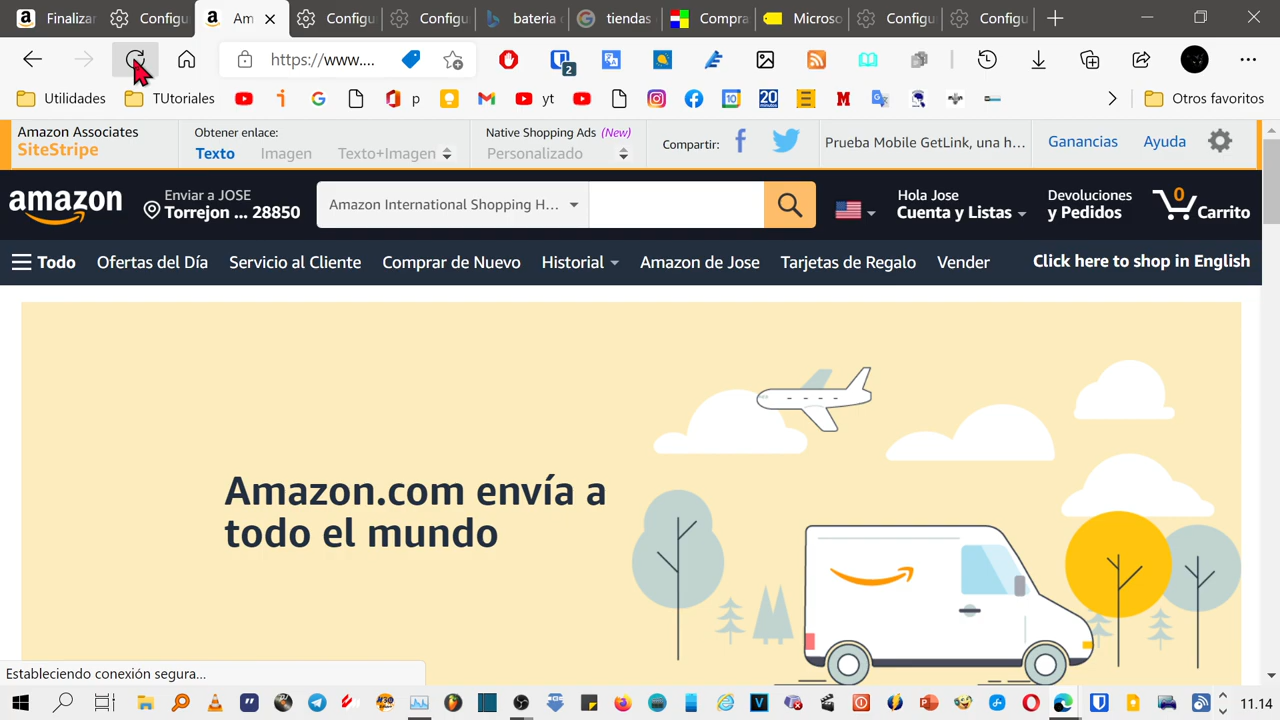 Finalizar
Configu
Am
Configu
Configu
bateria
tiendas
Compra
Microso
Configu
Configu
https://www....
2
Utilidades
TUtoriales
p
yt
Otros favoritos
Amazon Associates
SiteStripe
Obtener enlace:
Texto
Imagen
Texto+Imagen
Native Shopping Ads (New)
Personalizado
Compartir:
Prueba Mobile GetLink, una h...
Ganancias
Ayuda
amazon
Enviar a JOSE
Torrejon ... 28850
Amazon International Shopping H...
Hola Jose
Cuenta y Listas
Devoluciones
y Pedidos
0
Carrito
Todo
Ofertas del Día
Servicio al Cliente
Comprar de Nuevo
Historial
Amazon de Jose
Tarjetas de Regalo
Vender
Click here to shop in English
Amazon.com envía a
todo el mundo
Estableciendo conexión segura...
11.14